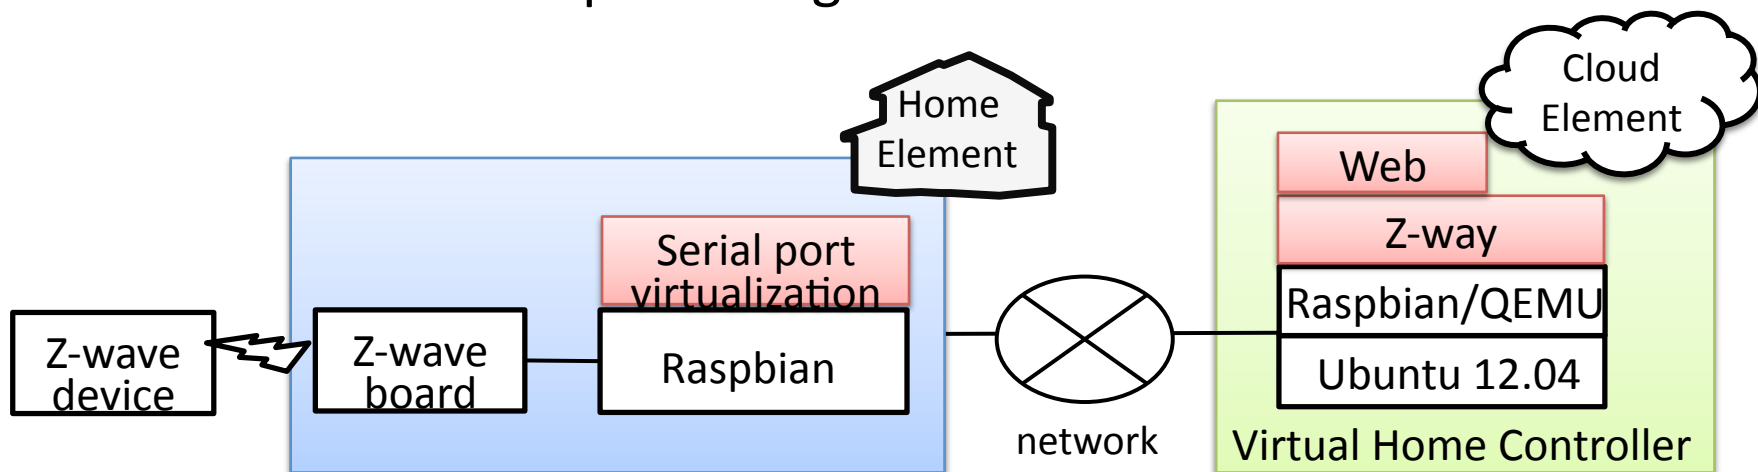 Home
Element
Cloud
Element
Web
Z-way
Serial port
virtualization
Raspbian/QEMU
Z-wave
device
Z-wave
board
Raspbian
Ubuntu 12.04
network
Virtual Home Controller